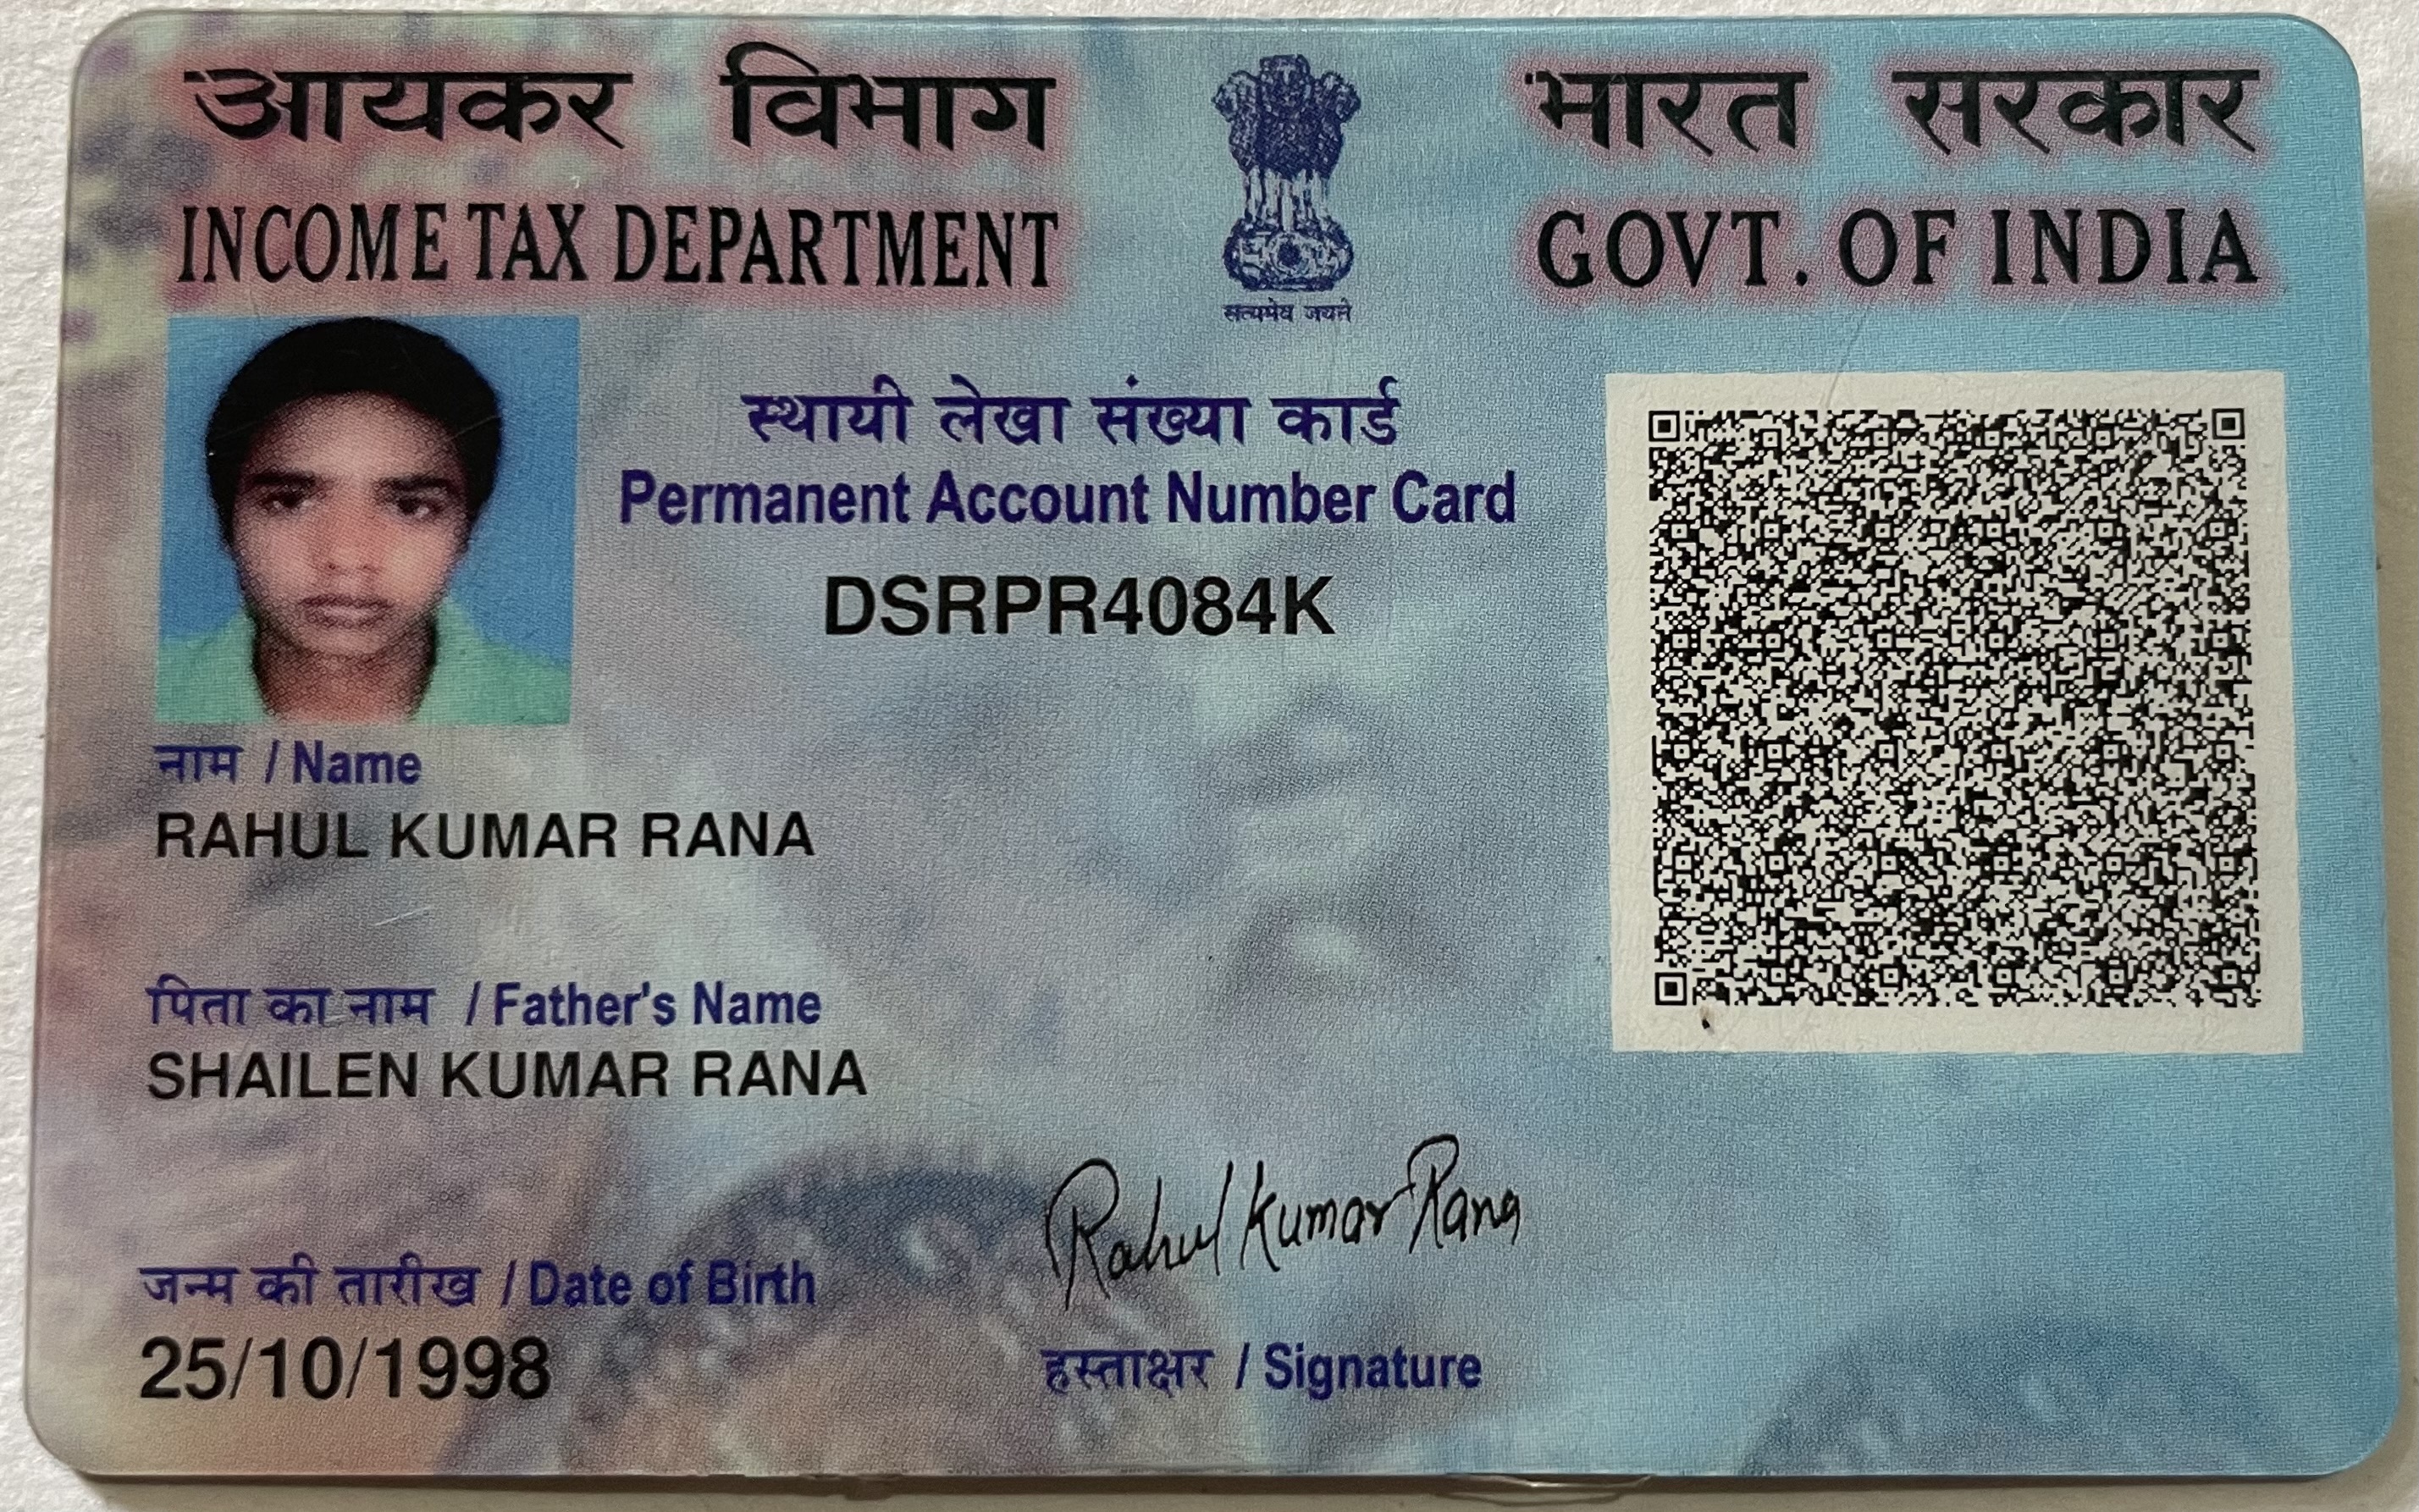 आयकर विभाग
INCOME TAX DEPARTMENT
सत्यमेव जयते
भारत सरकार
GOVT. OF INDIA
स्थायी लेखा संख्या कार्ड
Permanent Account Number Card
DSRPR4084K
नाम / Name
RAHUL KUMAR RANA
पिता का नाम / Father's Name
SHAILEN KUMAR RANA
जन्म की तारीख / Date of Birth
25/10/1998
Rahul Kumar Rana
हस्ताक्षर / Signature